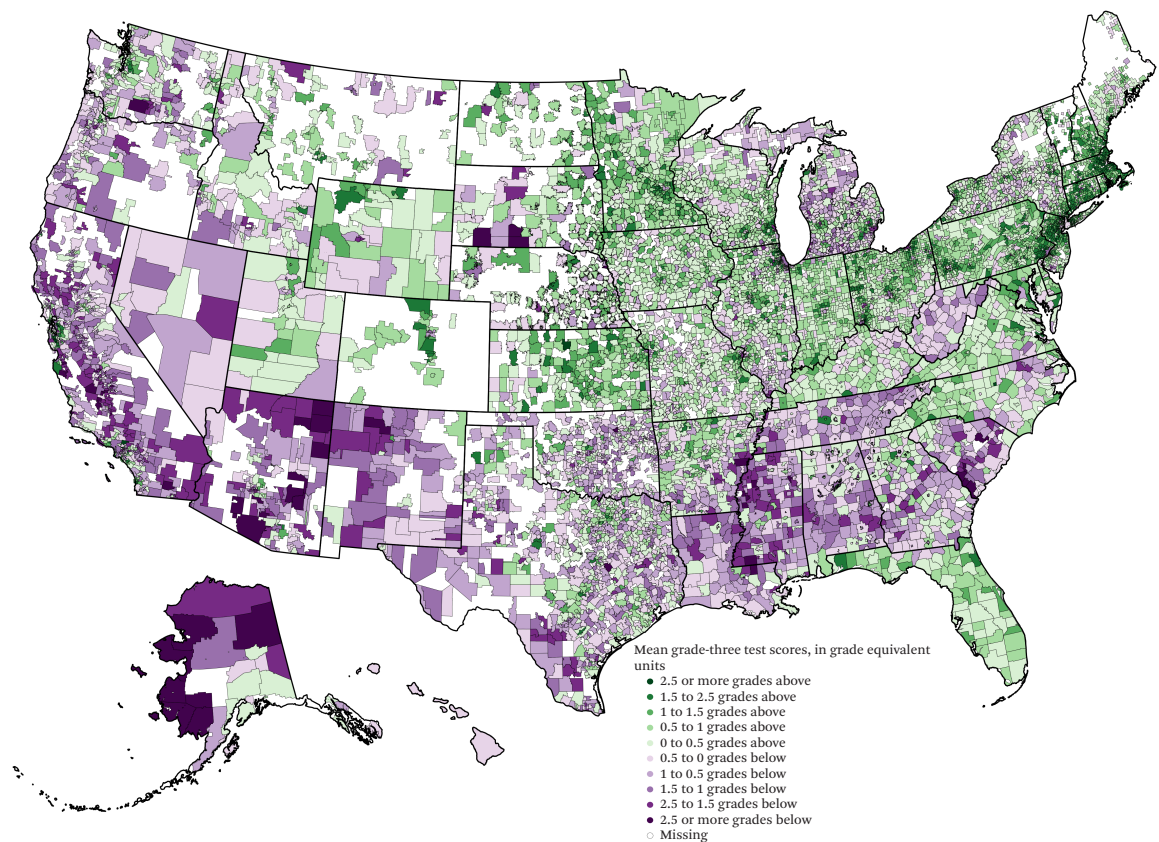 Mean grade-three test scores, in grade equivalent
units
2.5 or more grades above
1.5 to 2.5 grades above
1 to 1.5 grades above
0.5 to 1 grades above
0 to 0.5 grades above
0.5 to 0 grades below
1 to 0.5 grades below
1.5 to 1 grades below
2.5 to 1.5 grades below
2.5 or more grades below
Missing